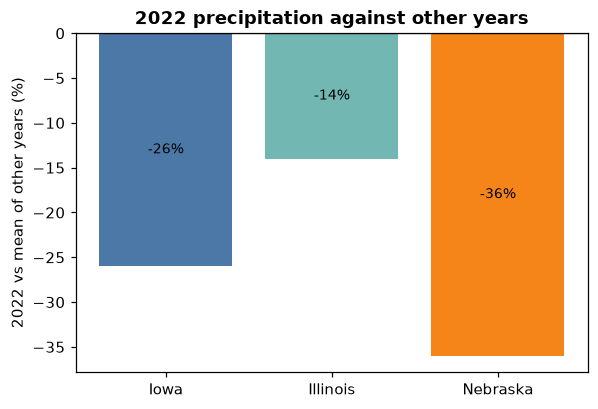 2022 precipitation against other years
2022 vs mean of other years (%)
0
−5
−10
−15
−20
−25
−30
−35
-26%
-14%
-36%
Iowa
Illinois
Nebraska